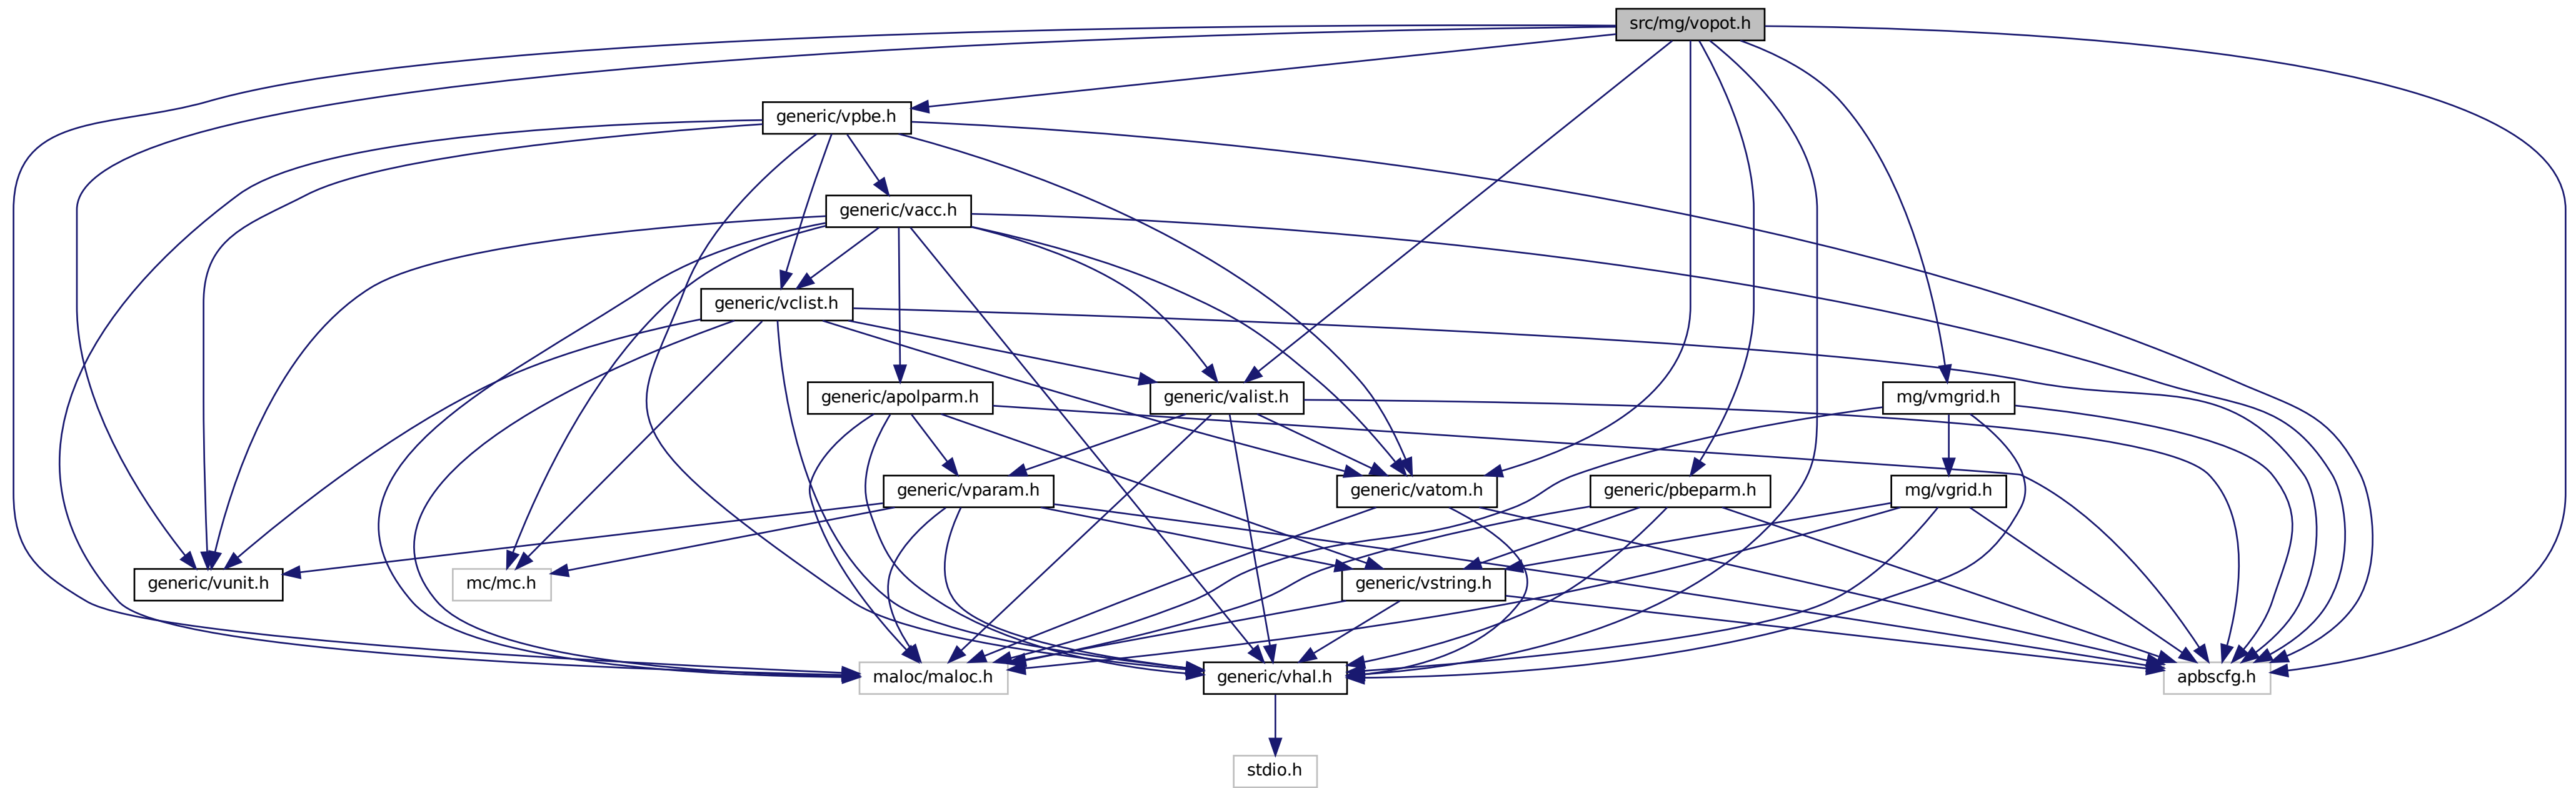 src/mg/vopot.h
generic/vpbe.h
generic/vacc.h
generic/vclist.h
generic/apolparm.h
generic/valist.h
mg/vmgrid.h
generic/vparam.h
generic/vatom.h
generic/pbeparm.h
mg/vgrid.h
generic/vunit.h
mc/mc.h
generic/vstring.h
maloc/maloc.h
generic/vhal.h
apbscfg.h
stdio.h